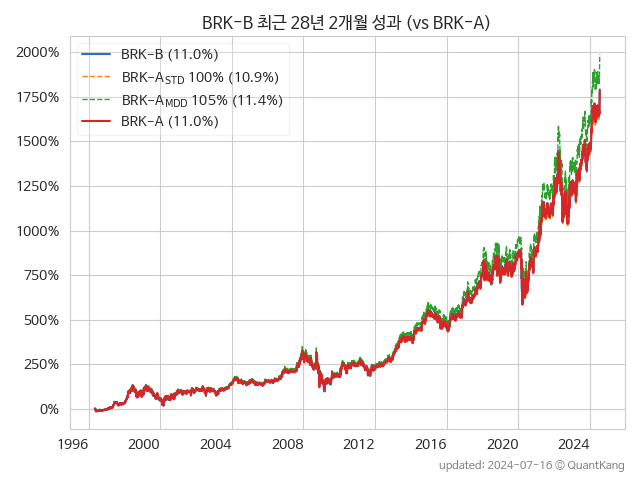 BRK-B 최근 28년 2개월 성과 (vs BRK-A)
BRK-B (11.0%)
BRK-A_STD 100% (10.9%)
BRK-A_MDD 105% (11.4%)
BRK-A (11.0%)
2000%
1750%
1500%
1250%
1000%
750%
500%
250%
0%
1996 2000 2004 2008 2012 2016 2020 2024
updated: 2024-07-16 © QuantKang